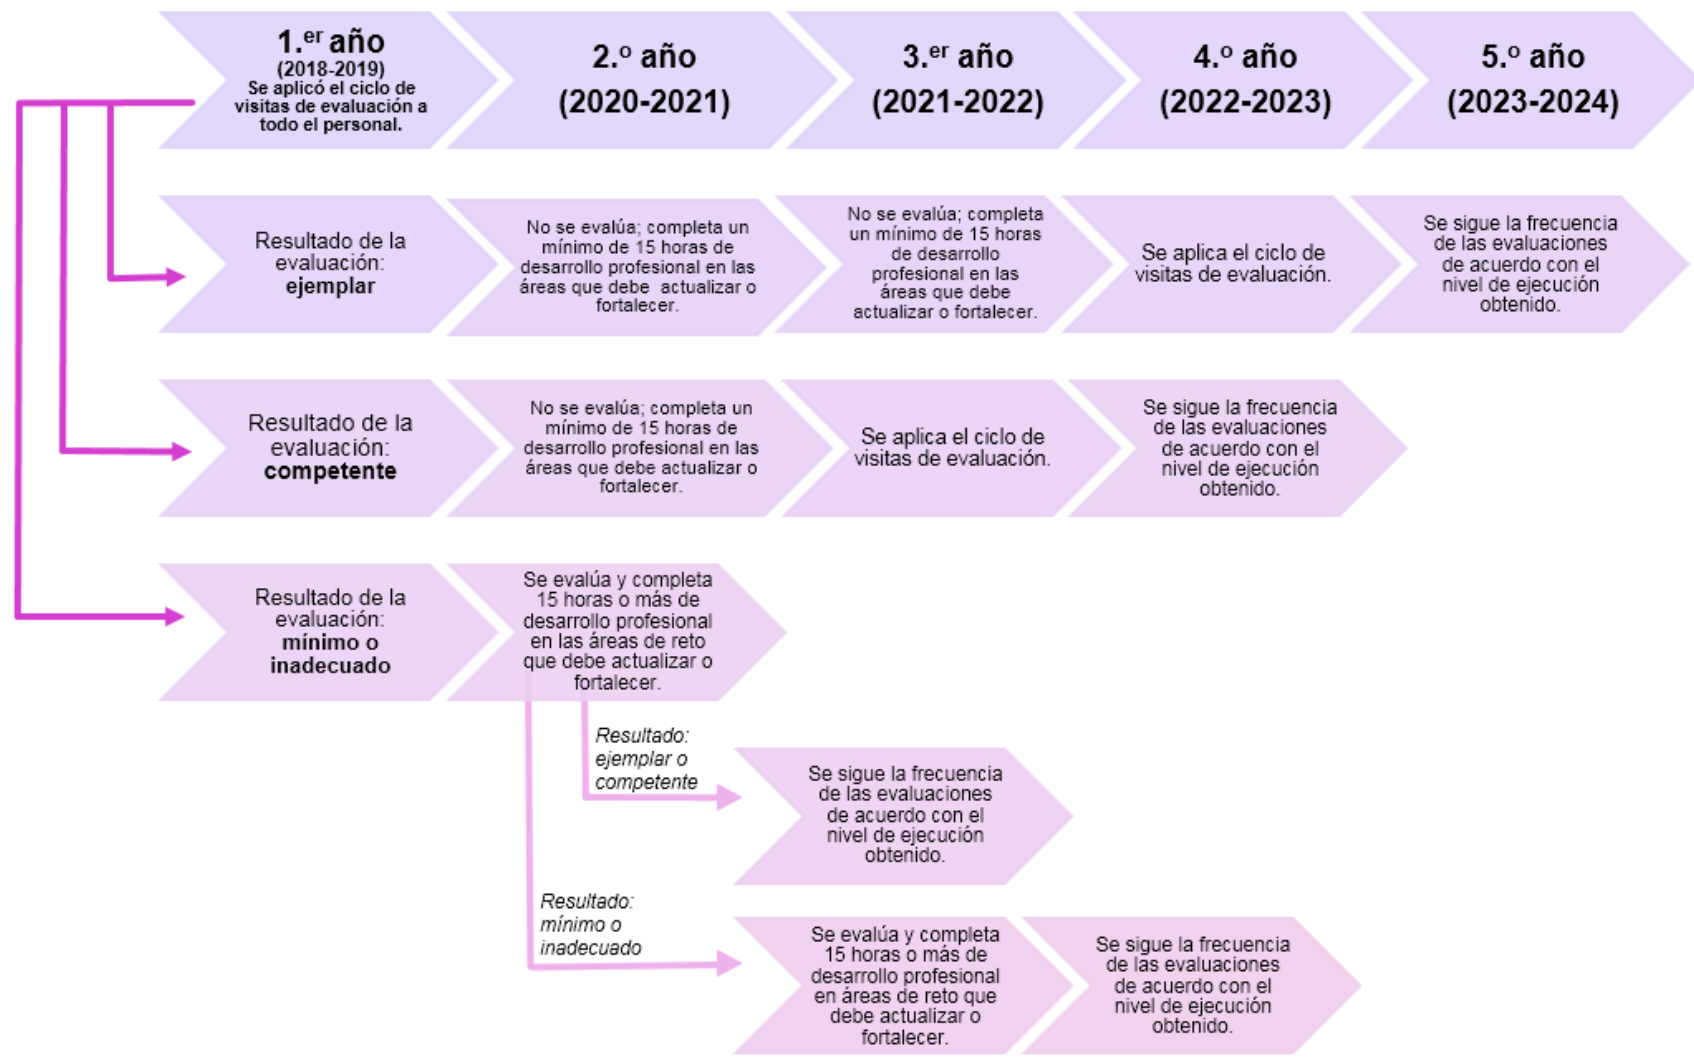 1.er año
(2018-2019)
Se aplicó el ciclo de
visitas de evaluación a
todo el personal.
2.o año
(2020-2021)
3.er año
(2021-2022)
4.o año
(2022-2023)
5.o año
(2023-2024)
Resultado de la
evaluación:
ejemplar
No se evalúa; completa un
mínimo de 15 horas de
desarrollo profesional en las
áreas que debe actualizar o
fortalecer.
No se evalúa; completa
un mínimo de 15 horas
de desarrollo
profesional en las
áreas que debe
actualizar o fortalecer.
Se aplica el ciclo de
visitas de evaluación.
Se sigue la frecuencia
de las evaluaciones
de acuerdo con el
nivel de ejecución
obtenido.
Resultado de la
evaluación:
competente
No se evalúa; completa un
mínimo de 15 horas de
desarrollo profesional en las
áreas que debe actualizar o
fortalecer.
Se aplica el ciclo de
visitas de evaluación.
Se sigue la frecuencia
de las evaluaciones
de acuerdo con el
nivel de ejecución
obtenido.
Resultado de la
evaluación:
mínimo o
inadecuado
Se evalúa y completa
15 horas o más de
desarrollo profesional
en las áreas de reto
que debe actualizar o
fortalecer.
Resultado:
ejemplar o
competente
Se sigue la frecuencia
de las evaluaciones
de acuerdo con el
nivel de ejecución
obtenido.
Resultado:
mínimo o
inadecuado
Se evalúa y completa
15 horas o más de
desarrollo profesional
en áreas de reto que
debe actualizar o
fortalecer.
Se sigue la frecuencia
de las evaluaciones
de acuerdo con el
nivel de ejecución
obtenido.